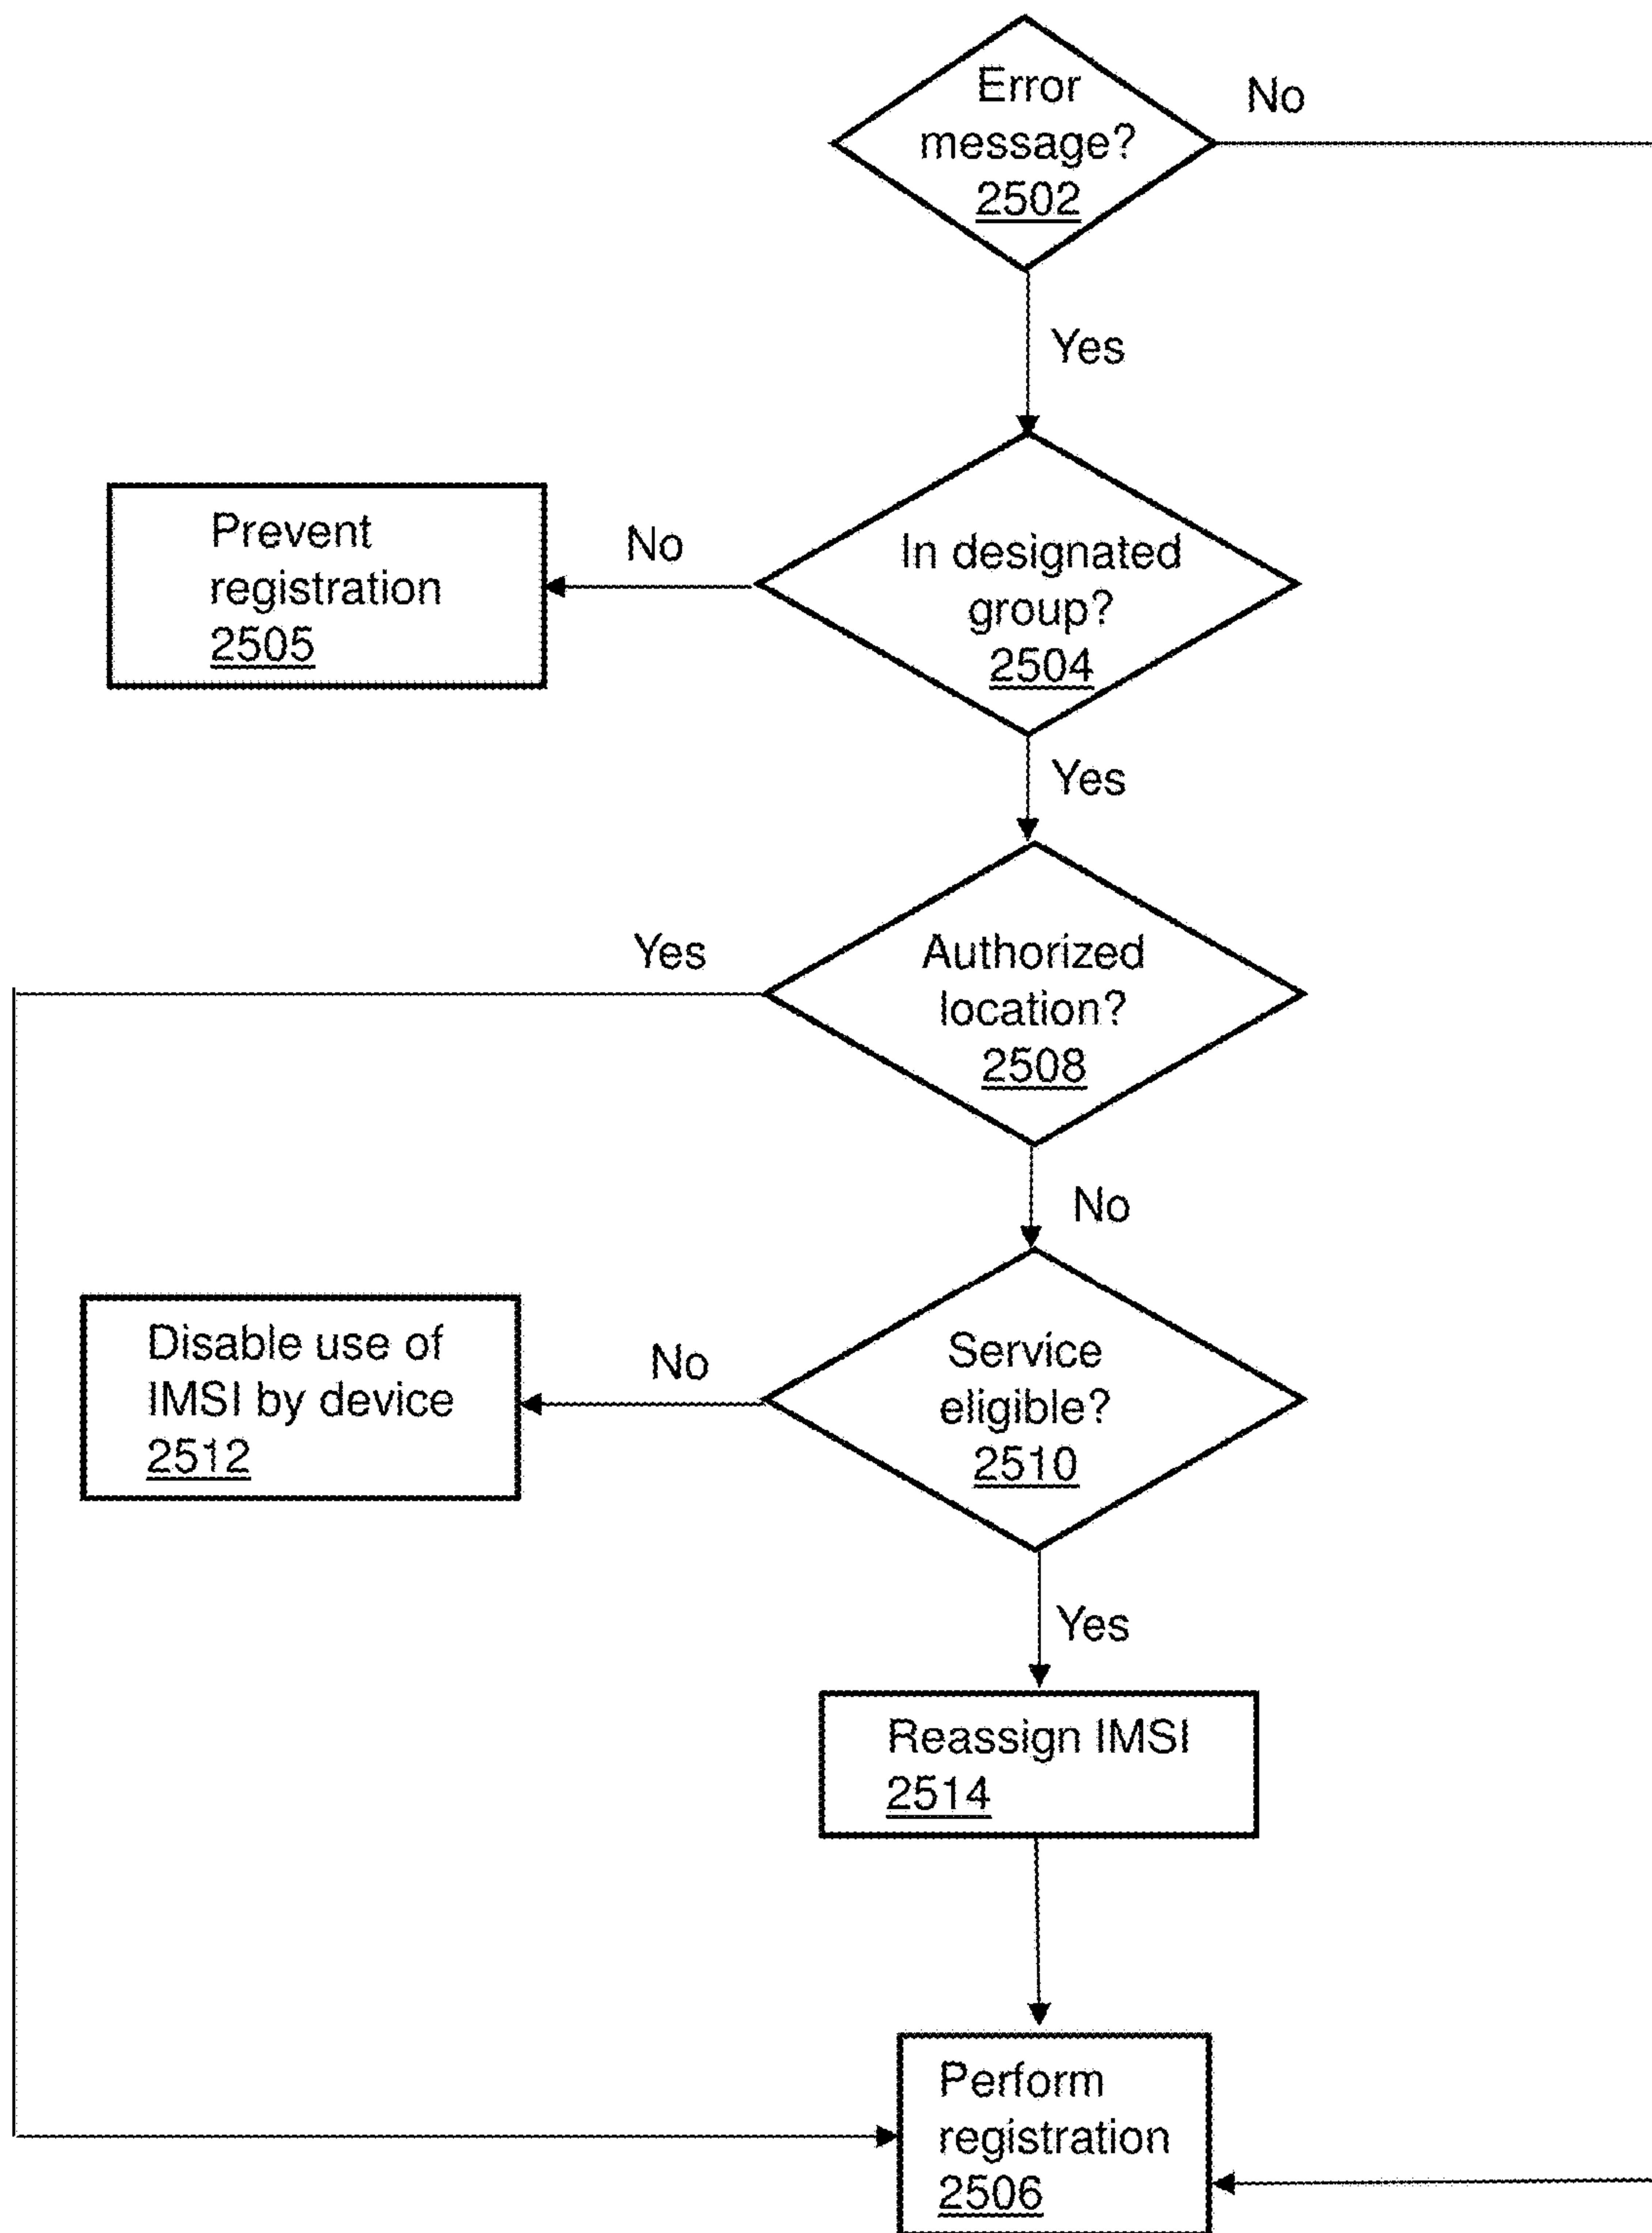 Error
message?
2502
No
Yes
Prevent
registration
2505
No
In designated
group?
2504
Yes
Yes
Authorized
location?
2508
No
Disable use of
IMSI by device
2512
No
Service
eligible?
2510
Yes
Reassign IMSI
2514
Perform
registration
2506